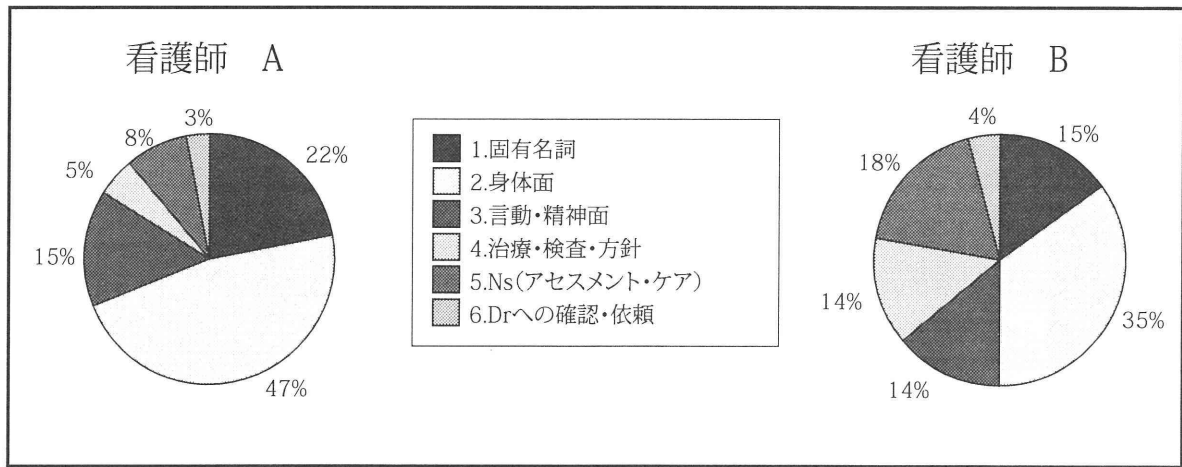 看護師 A
3%
8%
22%
5%
15%
47%
1.固有名詞
2.身体面
3.言動・精神面
4.治療・検査・方針
5.Ns(アセスメント・ケア)
6.Drへの確認・依頼
看護師 B
4%
15%
18%
14%
35%
14%